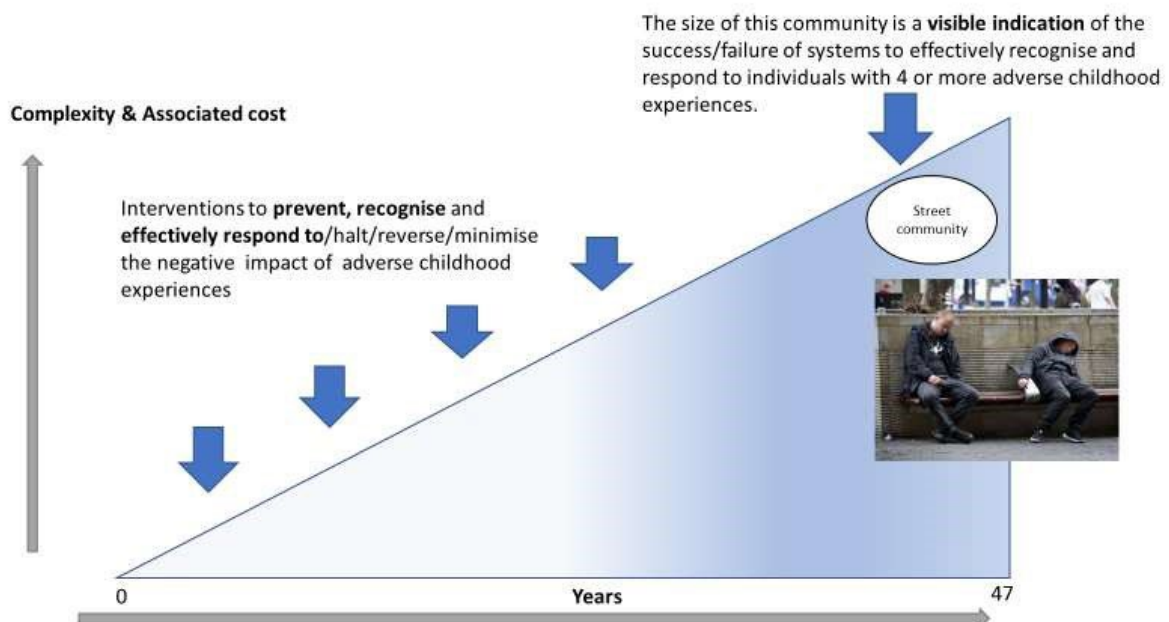 The size of this community is a visible indication of the
success/failure of systems to effectively recognise and
respond to individuals with 4 or more adverse childhood
experiences.
Complexity & Associated cost
Interventions to prevent, recognise and
effectively respond to/halt/reverse/minimise
the negative impact of adverse childhood
experiences
Street
community
0
Years
47